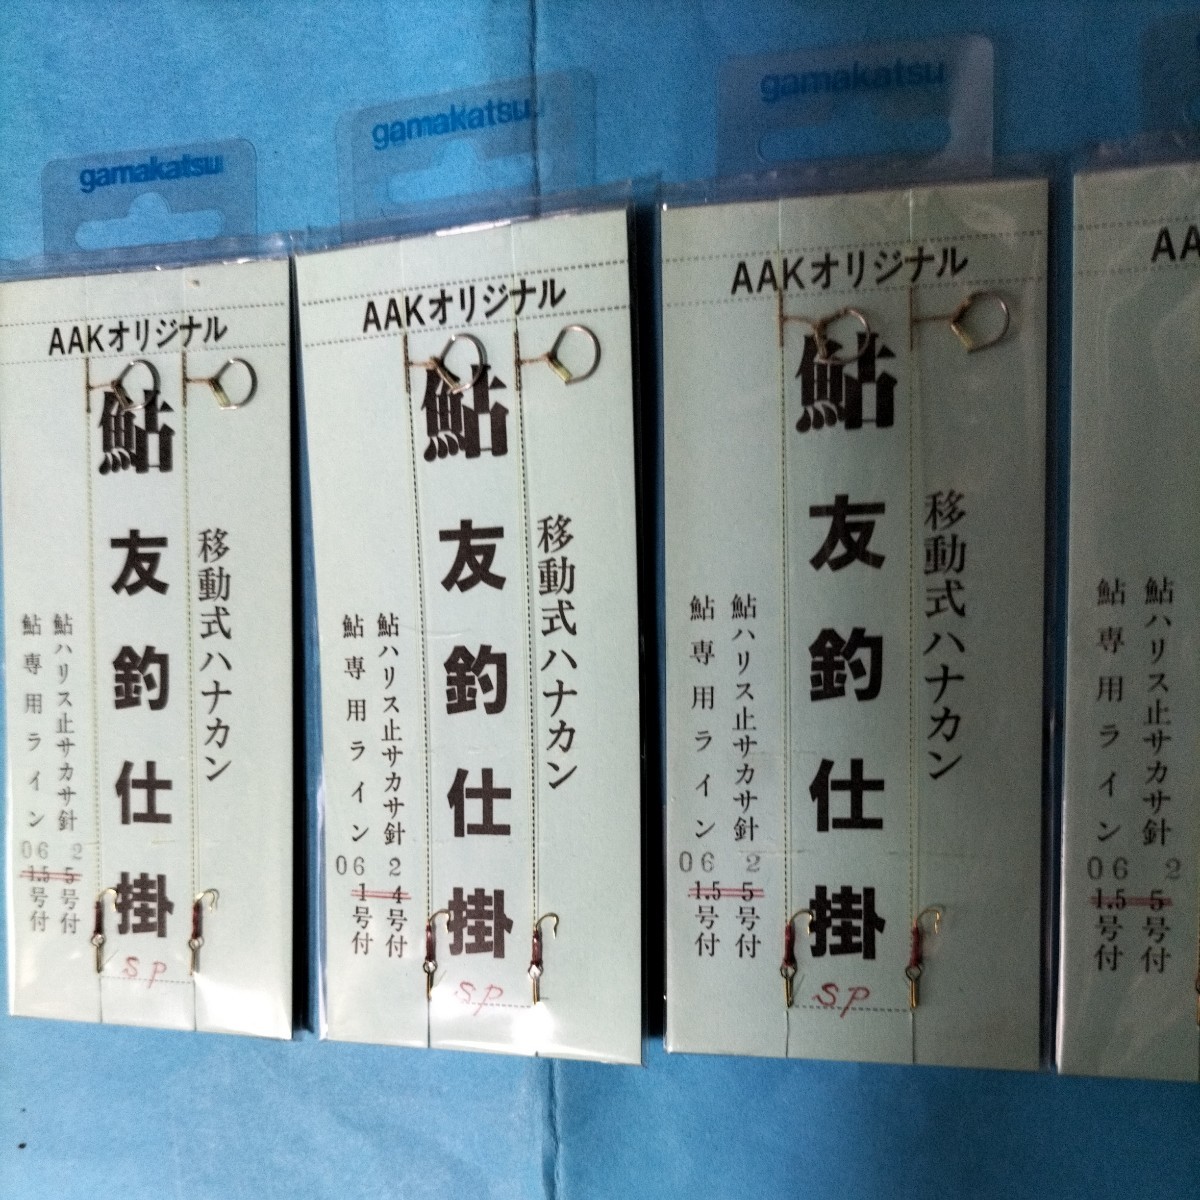 gamakatsu
AAKオリジナル
移動式ハナカン
鮎友釣仕掛
鮎ハリス止サカサ針 2 5号付
鮎専用ライン 06 1.5号付
SP
gamakatsu
AAKオリジナル
移動式ハナカン
鮎友釣仕掛
鮎ハリス止サカサ針 2 4号付
鮎専用ライン 06 1号付
SP
gamakatsu
AAKオリジナル
移動式ハナカン
鮎友釣仕掛
鮎ハリス止サカサ針 2 5号付
鮎専用ライン 06 1.5号付
SP
AA
鮎ハリス止サカサ針 2 5号付
鮎専用ライン 06 1.5号付